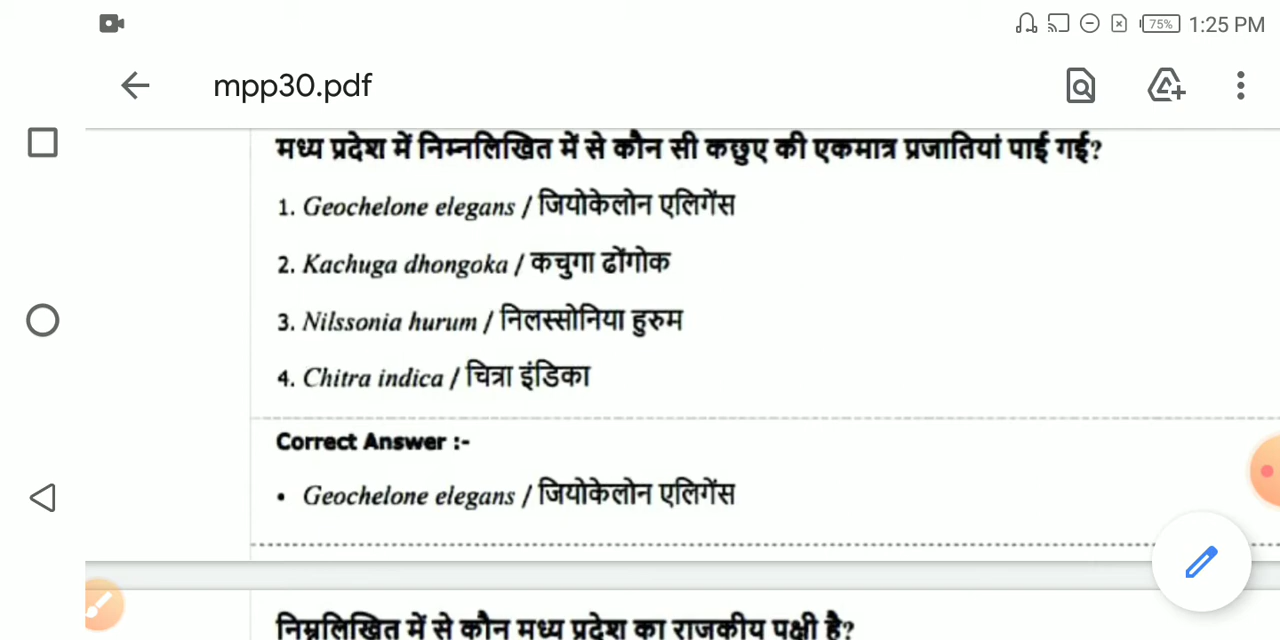 75% 1:25 PM
mpp30.pdf
मध्य प्रदेश में निम्नलिखित में से कौन सी कछुए की एकमात्र प्रजातियां पाई गई?
1. Geochelone elegans / जियोकेलोन एलिगेंस
2. Kachuga dhongoka / कचुगा ढोंगोक
3. Nilssonia hurum / निलस्सोनिया हुरुम
4. Chitra indica / चित्रा इंडिका
Correct Answer :-
• Geochelone elegans / जियोकेलोन एलिगेंस
निम्नलिखित में से कौन मध्य प्रदेश का राजकीय पक्षी है?